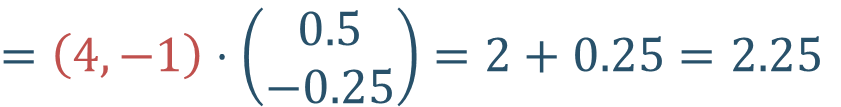 = (4, −1) · (0.5
−0.25) = 2 + 0.25 = 2.25